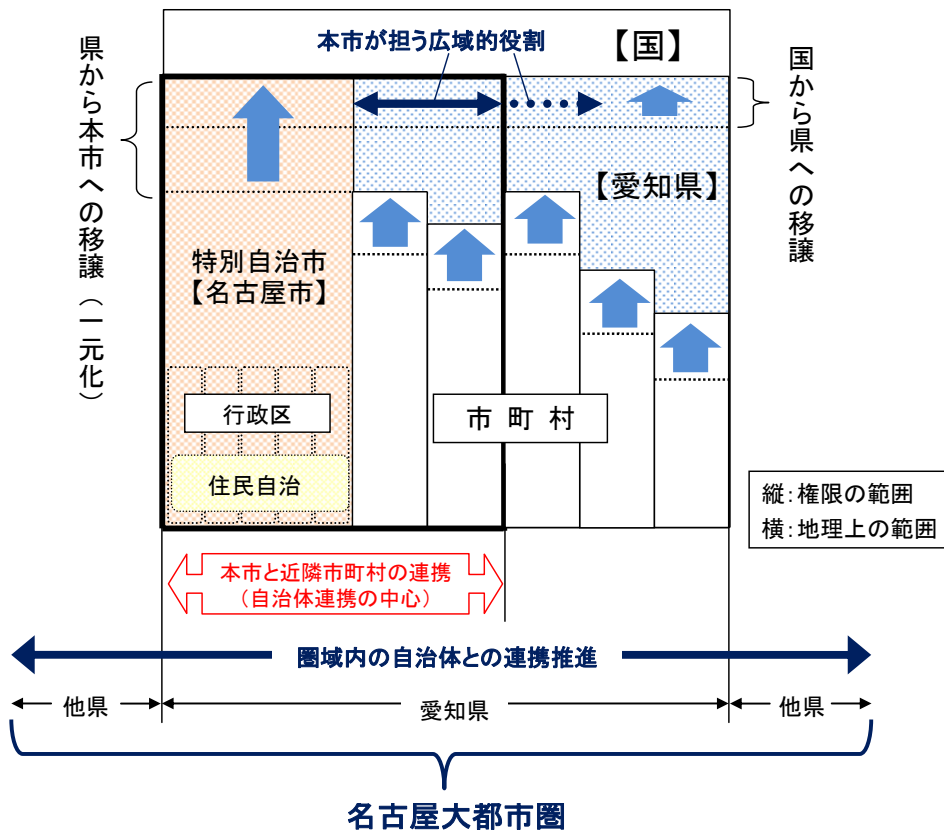 本市が担う広域的役割
【国】
県から本市への移譲（一元化）
国から県への移譲
【愛知県】
特別自治市
【名古屋市】
行政区
市町村
住民自治
縦：権限の範囲
横：地理上の範囲
本市と近隣市町村の連携
（自治体連携の中心）
圏域内の自治体との連携推進
他県
愛知県
他県
名古屋大都市圏